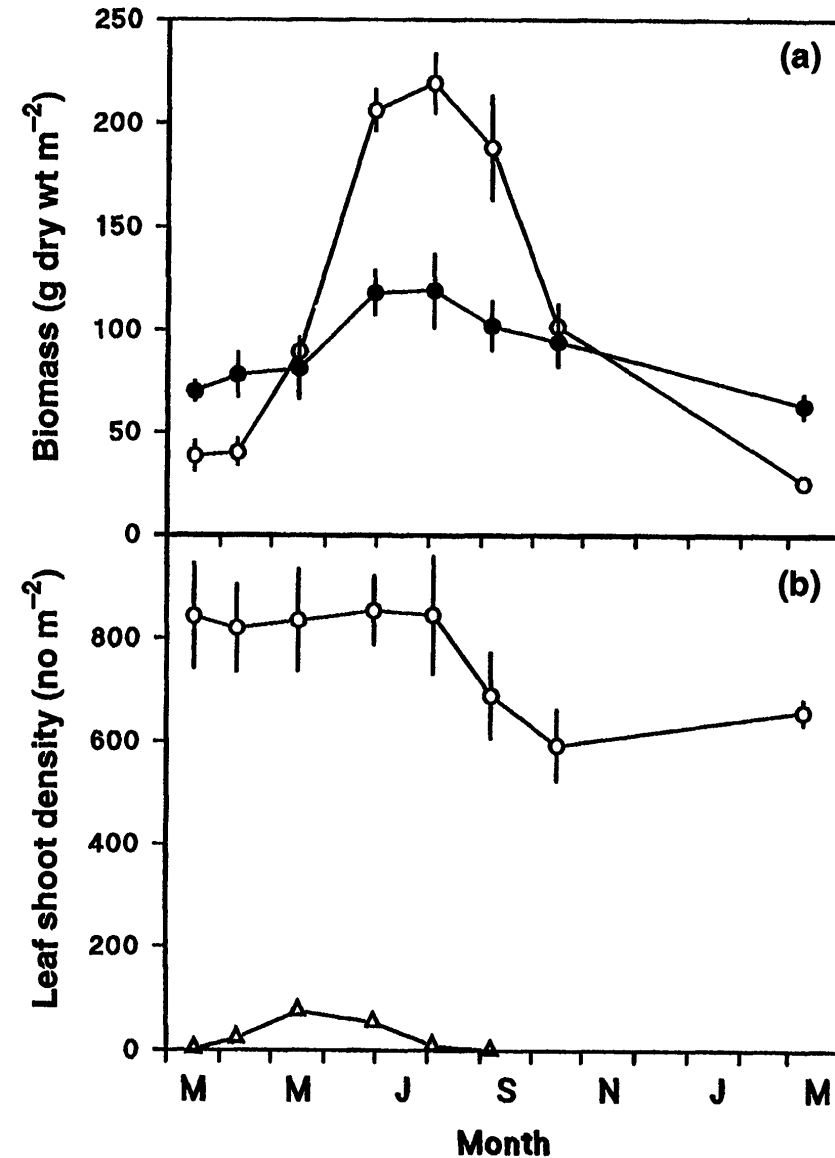 (a)
Biomass (g dry wt m⁻²)
250
200
150
100
50
0
(b)
Leaf shoot density (no m⁻²)
800
600
400
200
0
M M J S N J M
Month